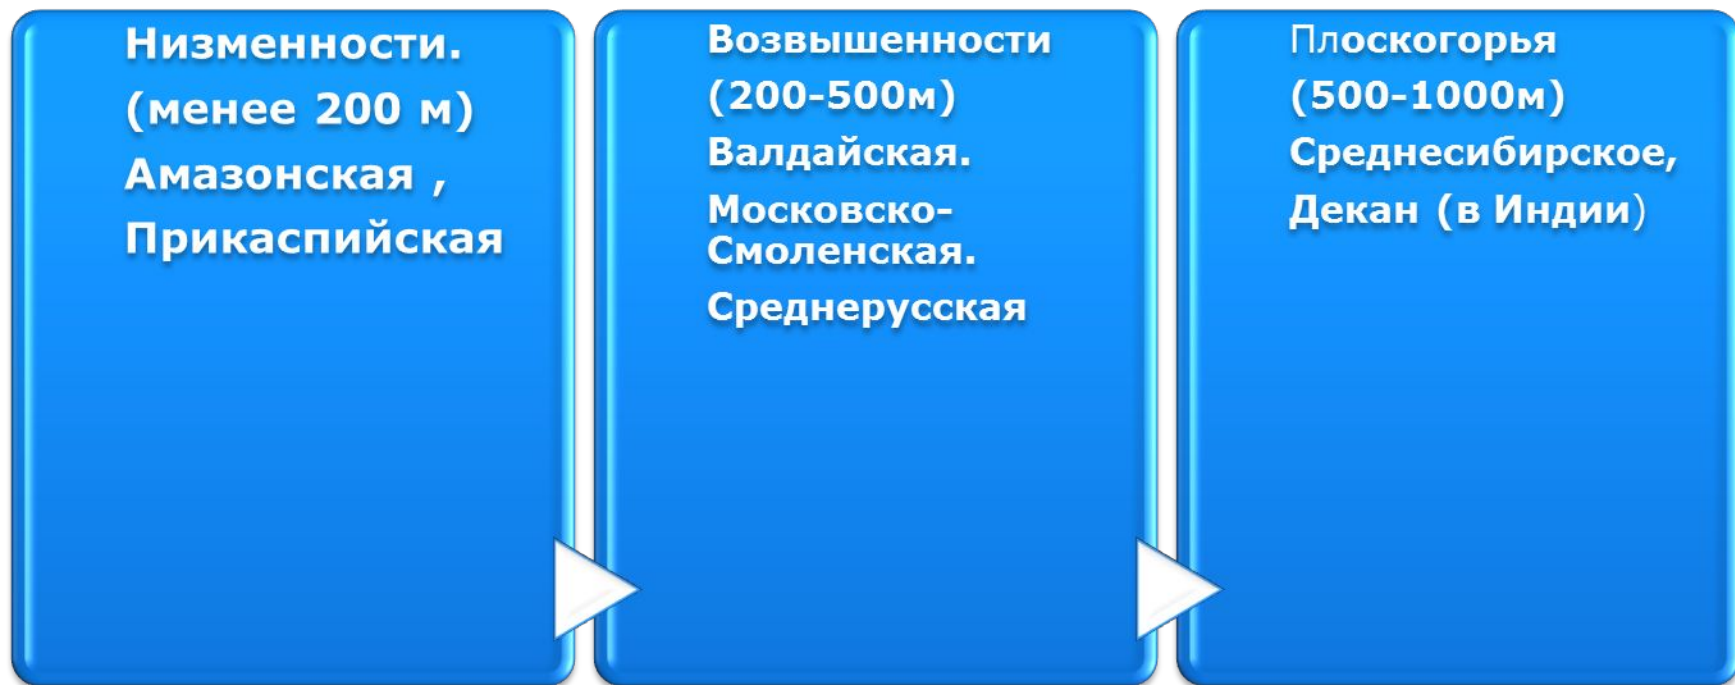 Низменности.
(менее 200 м)
Амазонская ,
Прикаспийская
Возвышенности
(200-500м)
Валдайская.
Московско-
Смоленская.
Среднерусская
Плоскогорья
(500-1000м)
Среднесибирское,
Декан (в Индии)